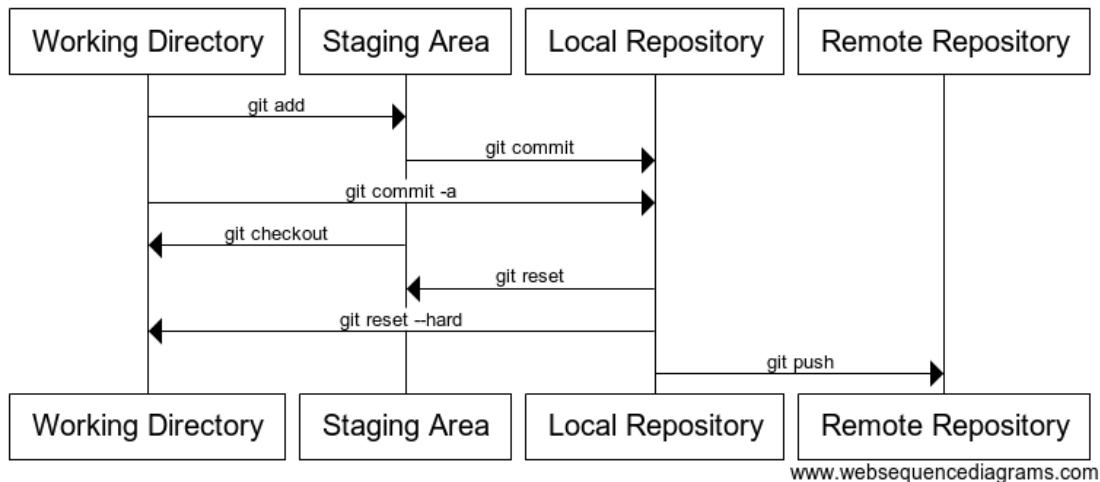 Working Directory
Staging Area
Local Repository
Remote Repository
git add
git commit
git commit -a
git checkout
git reset
git reset --hard
git push
Working Directory
Staging Area
Local Repository
Remote Repository
www.websequencediagrams.com